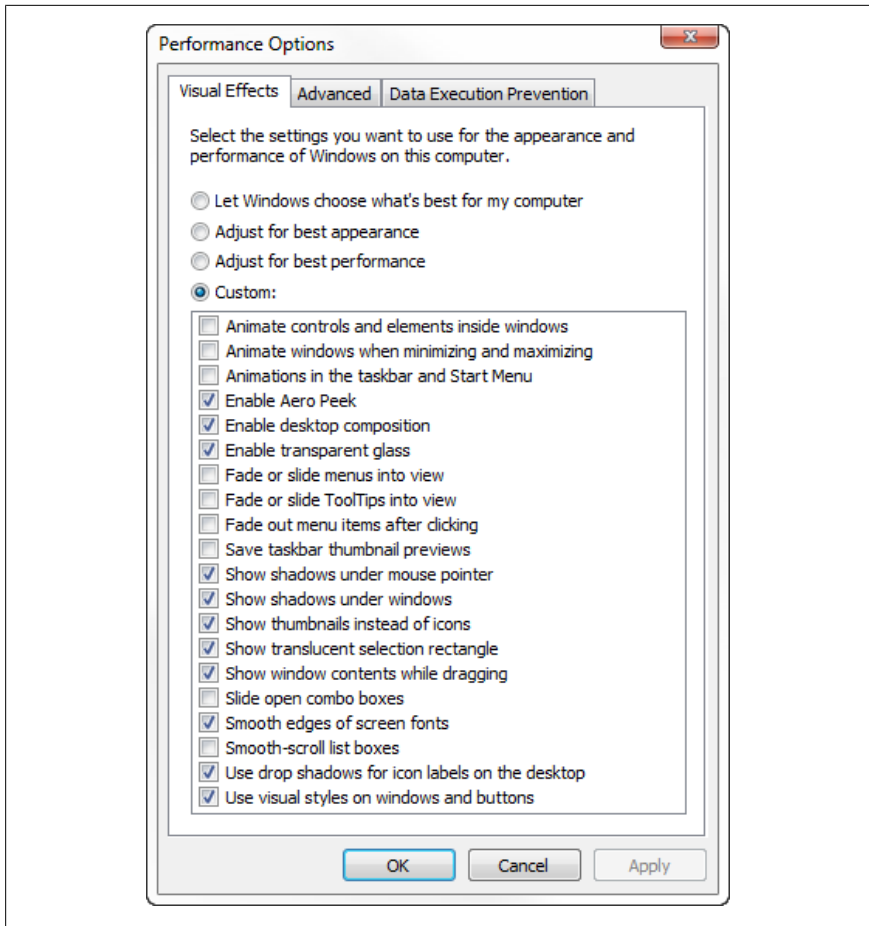 Performance Options
Visual Effects
Advanced
Data Execution Prevention
Select the settings you want to use for the appearance and
performance of Windows on this computer.
Let Windows choose what's best for my computer
Adjust for best appearance
Adjust for best performance
Custom:
Animate controls and elements inside windows
Animate windows when minimizing and maximizing
Animations in the taskbar and Start Menu
Enable Aero Peek
Enable desktop composition
Enable transparent glass
Fade or slide menus into view
Fade or slide ToolTips into view
Fade out menu items after clicking
Save taskbar thumbnail previews
Show shadows under mouse pointer
Show shadows under windows
Show thumbnails instead of icons
Show translucent selection rectangle
Show window contents while dragging
Slide open combo boxes
Smooth edges of screen fonts
Smooth-scroll list boxes
Use drop shadows for icon labels on the desktop
Use visual styles on windows and buttons
OK
Cancel
Apply